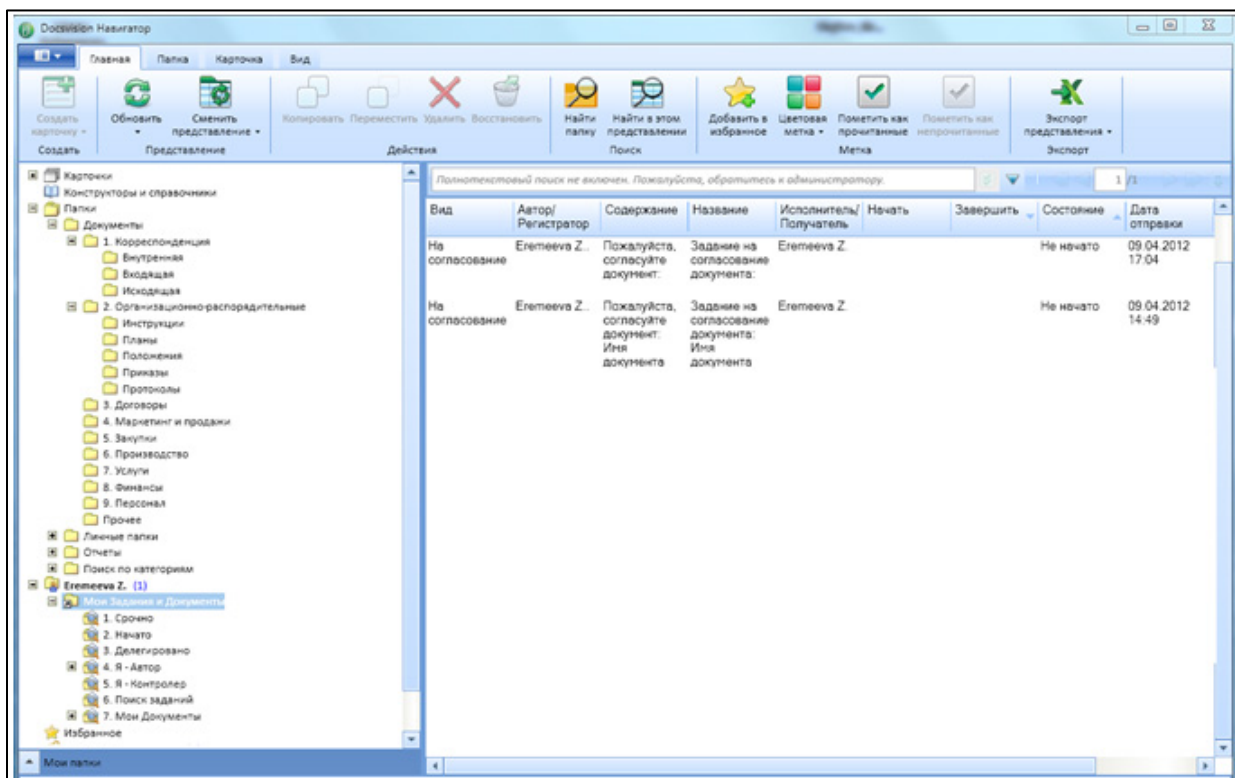 Docsvision Навигатор
Главная Папка Карточка Вид
Создать карточку
Обновить
Сменить представление
Копировать Переместить Удалить Восстановить
Найти папку
Найти в этом представлении
Добавить в избранное
Цветовая метка
Пометить как прочитанные
Пометить как непрочитанные
Экспорт представления
Создать Представление Действия Поиск Метка Экспорт
Карточки
Конструкторы и справочники
Папки
Документы
1. Корреспонденция
Внутренняя
Входящая
Исходящая
2. Организационно-распорядительные
Инструкции
Планы
Положения
Приказы
Протоколы
3. Договоры
4. Маркетинг и продажи
5. Закупки
6. Производство
7. Услуги
8. Финансы
9. Персонал
Прочее
Личные папки
Отчеты
Поиск по категориям
Eremeeva Z. (1)
Мои Задания и Документы
1. Срочно
2. Начато
3. Делегировано
4. Я - Автор
5. Я - Контролер
6. Поиск заданий
7. Мои Документы
Избранное
Мои папки
Полнотекстовый поиск не включен. Пожалуйста, обратитесь к администратору.
1 /1
Вид Автор/ Содержание Название Исполнитель/ Начать Завершить Состояние Дата
Регистратор Получатель отправки
На Eremeeva Z.. Пожалуйста, Задание на Eremeeva Z. Не начато 09.04.2012
согласование согласуйте согласование 17:04
документ: документа:
На Eremeeva Z.. Пожалуйста, Задание на Eremeeva Z. Не начато 09.04.2012
согласование согласуйте согласование 14:49
документ: документа:
Имя Имя
документа документа